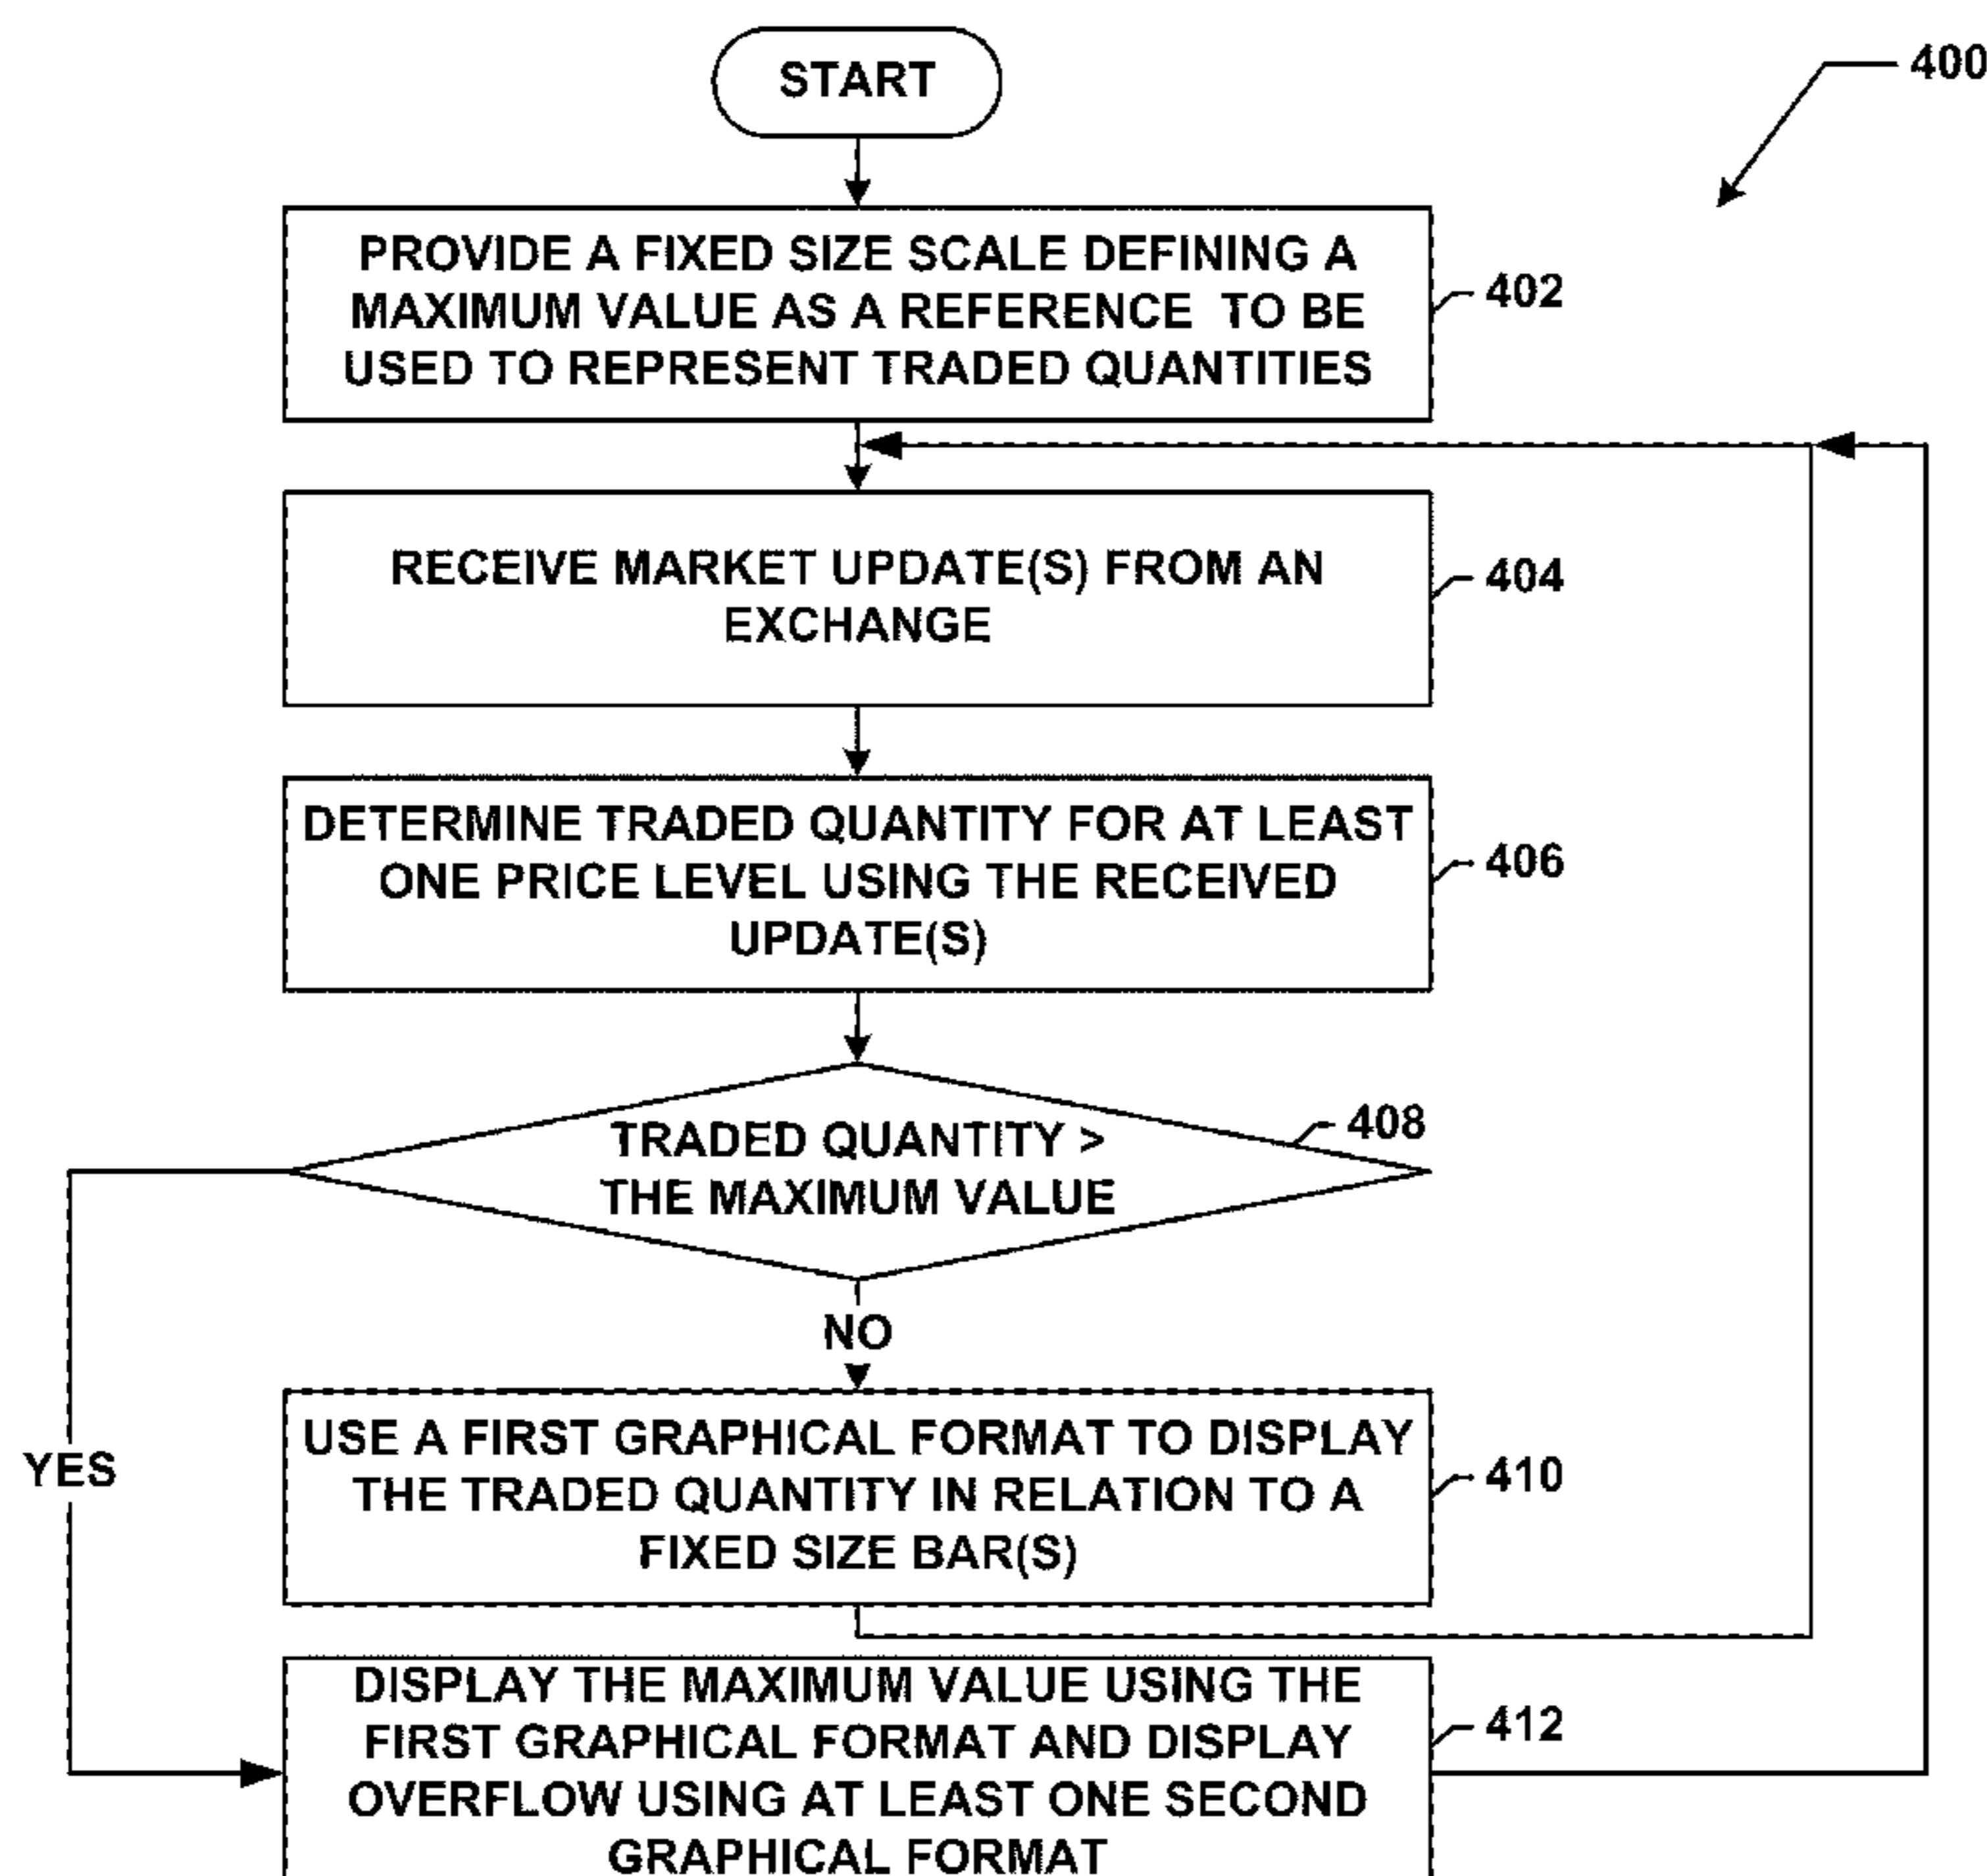 START
400
PROVIDE A FIXED SIZE SCALE DEFINING A
MAXIMUM VALUE AS A REFERENCE TO BE
USED TO REPRESENT TRADED QUANTITIES
402
RECEIVE MARKET UPDATE(S) FROM AN
EXCHANGE
404
DETERMINE TRADED QUANTITY FOR AT LEAST
ONE PRICE LEVEL USING THE RECEIVED
UPDATE(S)
406
TRADED QUANTITY >
THE MAXIMUM VALUE
408
NO
YES
USE A FIRST GRAPHICAL FORMAT TO DISPLAY
THE TRADED QUANTITY IN RELATION TO A
FIXED SIZE BAR(S)
410
DISPLAY THE MAXIMUM VALUE USING THE
FIRST GRAPHICAL FORMAT AND DISPLAY
OVERFLOW USING AT LEAST ONE SECOND
GRAPHICAL FORMAT
412